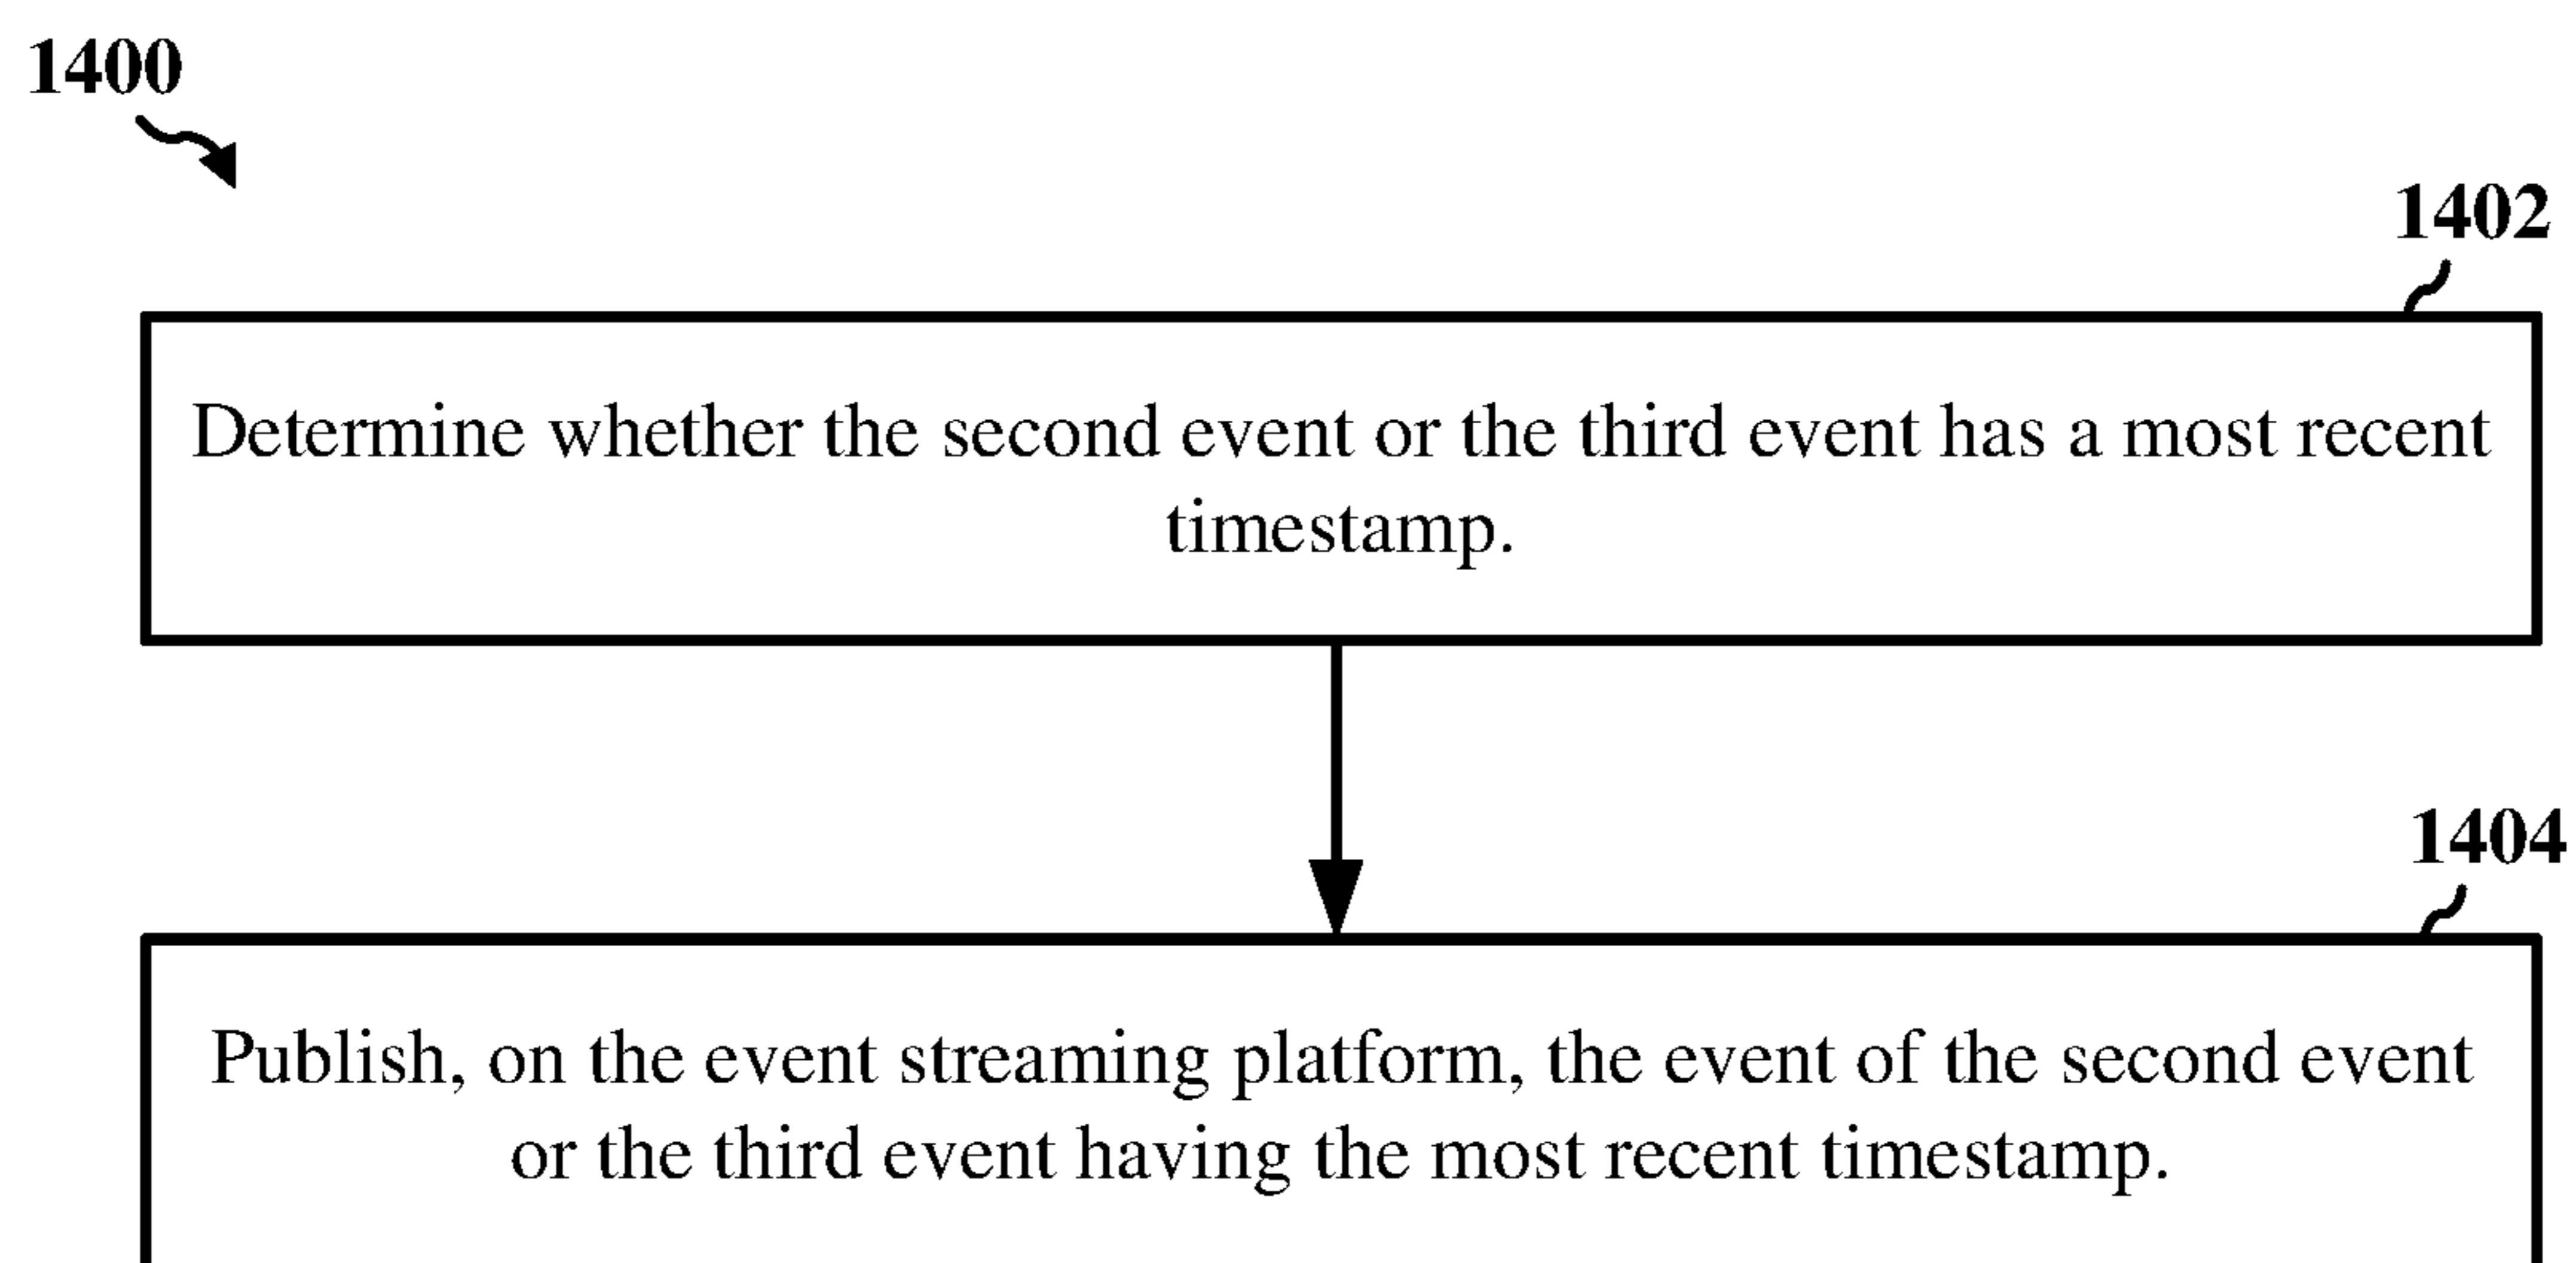 1400
1402
Determine whether the second event or the third event has a most recent
timestamp.
1404
Publish, on the event streaming platform, the event of the second event
or the third event having the most recent timestamp.